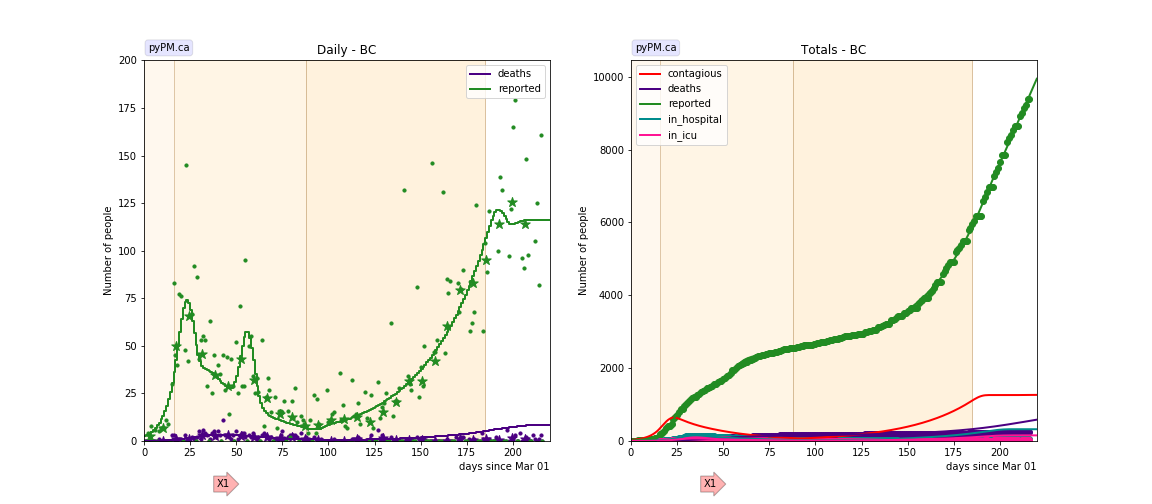 pyPM.ca
Daily - BC
200
175
150
125
100
75
50
25
0
Number of people
deaths
reported
0 25 50 75 100 125 150 175 200
days since Mar 01
X1
pyPM.ca
Totals - BC
10000
8000
6000
4000
2000
0
Number of people
contagious
deaths
reported
in_hospital
in_icu
0 25 50 75 100 125 150 175 200
days since Mar 01
X1